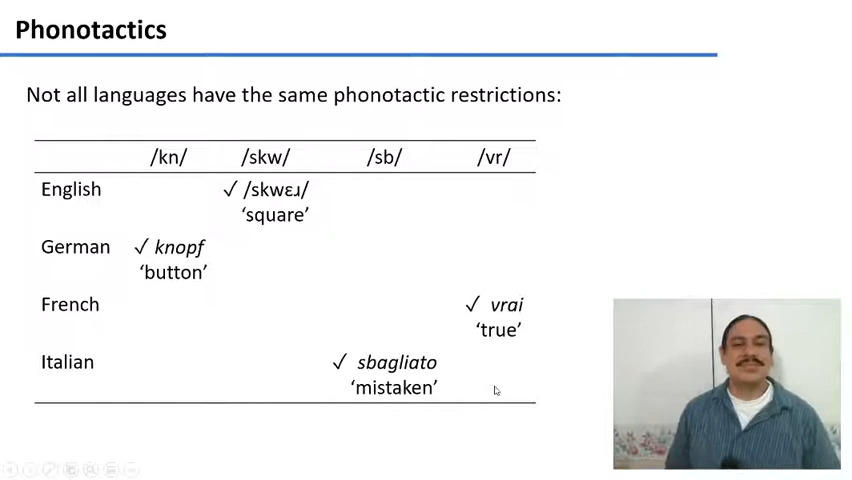 Phonotactics
Not all languages have the same phonotactic restrictions:
/kn/ /skw/ /sb/ /vr/
English ✓ /skwɛɹ/
‘square’
German ✓ knopf
‘button’
French ✓ vrai
‘true’
Italian ✓ sbagliato
‘mistaken’